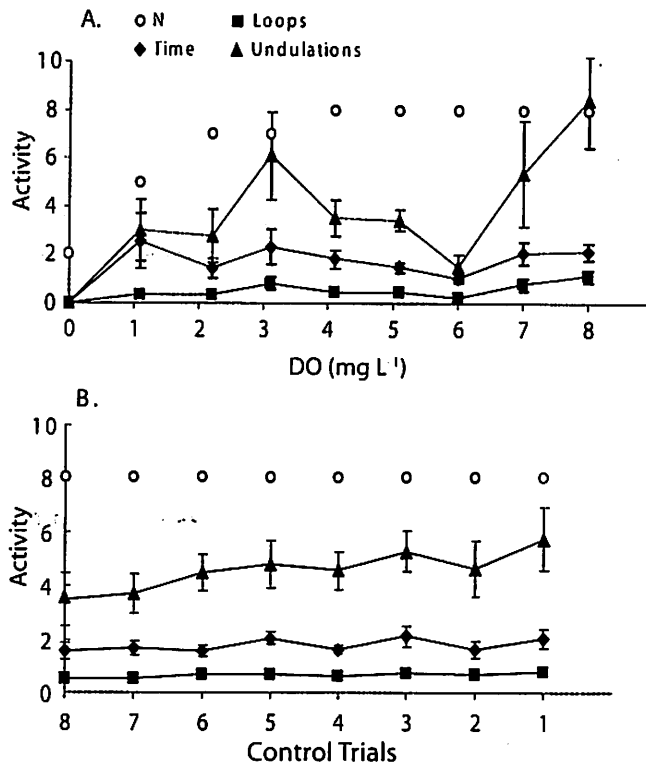 A.
N
Loops
Time
Undulations
10
8
6
4
2
0
Activity
0 1 2 3 4 5 6 7 8
DO (mg L⁻¹)
B.
10
8
6
4
2
0
Activity
8 7 6 5 4 3 2 1
Control Trials